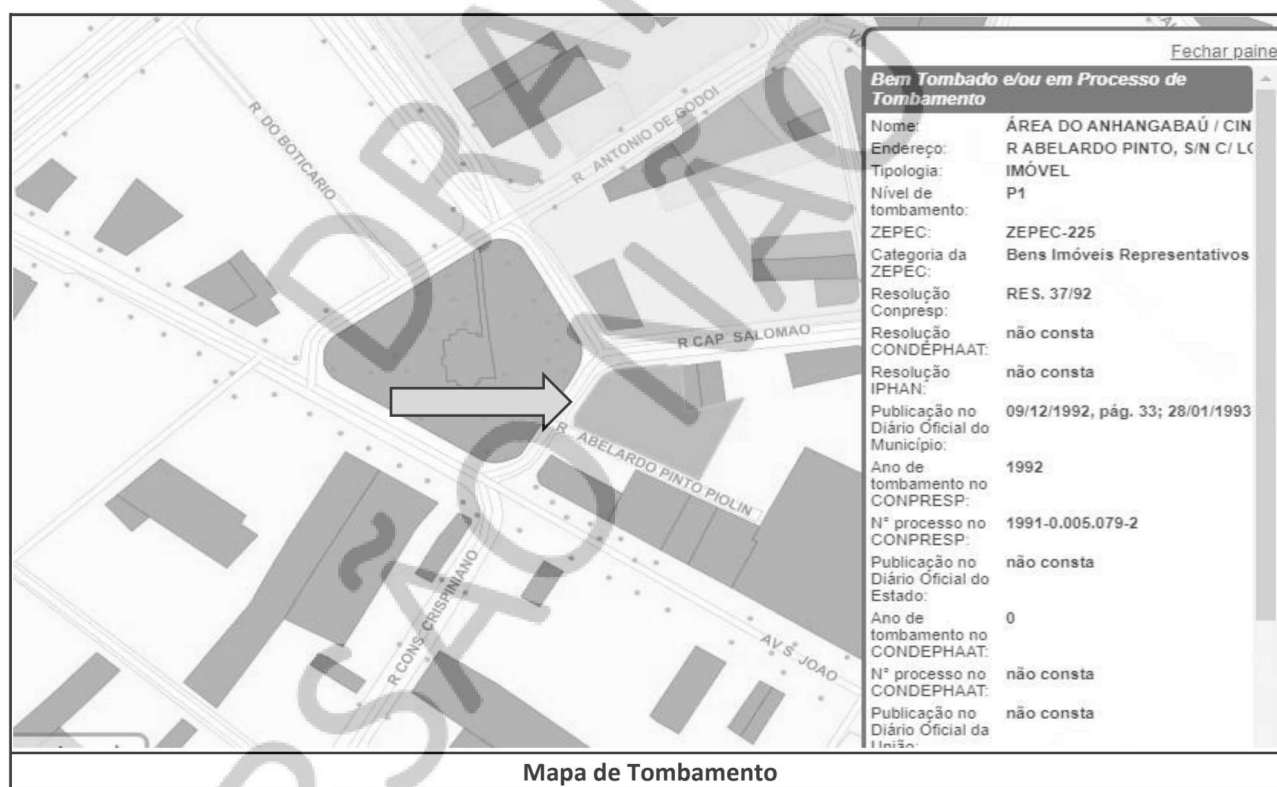 Fechar paine
Bem Tombado e/ou em Processo de
Tombamento
Nome: ÁREA DO ANHANGABAÚ / CIN
Endereço: R ABELARDO PINTO, S/N C/ LO
Tipologia: IMÓVEL
Nível de tombamento: P1
ZEPEC: ZEPEC-225
Categoria da ZEPEC: Bens Imóveis Representativos
Resolução Conpresp: RES. 37/92
Resolução CONDEPHAAT: não consta
Resolução IPHAN: não consta
Publicação no Diário Oficial do Município: 09/12/1992, pág. 33; 28/01/1993
Ano de tombamento no CONPRESP: 1992
N° processo no CONPRESP: 1991-0.005.079-2
Publicação no Diário Oficial do Estado: não consta
Ano de tombamento no CONDEPHAAT: 0
N° processo no CONDEPHAAT: não consta
Publicação no Diário Oficial da União: não consta
R DO BOTICARIO
R ANTONIO DE GODOI
R CAP SALOMAO
R ABELARDO PINTO PIOLIN
R CONS CRISPINIANO
AV S JOAO
Mapa de Tombamento